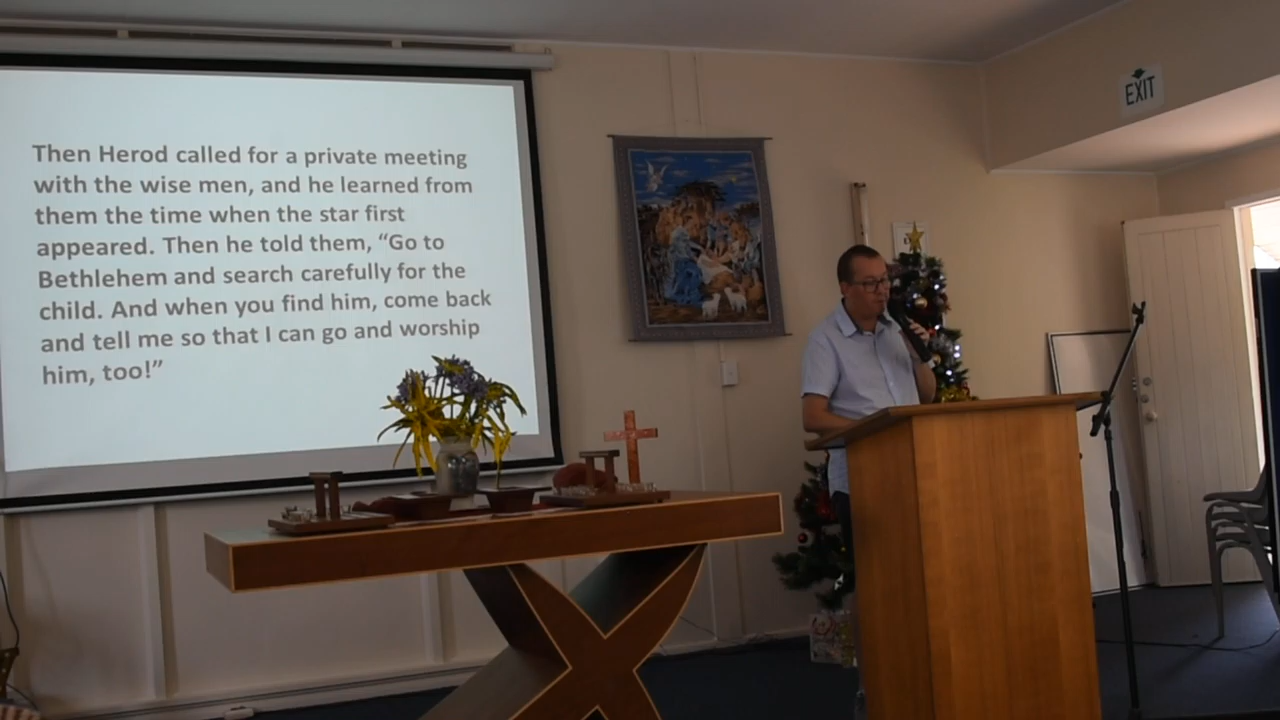 Then Herod called for a private meeting
with the wise men, and he learned from
them the time when the star first
appeared. Then he told them, “Go to
Bethlehem and search carefully for the
child. And when you find him, come back
and tell me so that I can go and worship
him, too!”
EXIT